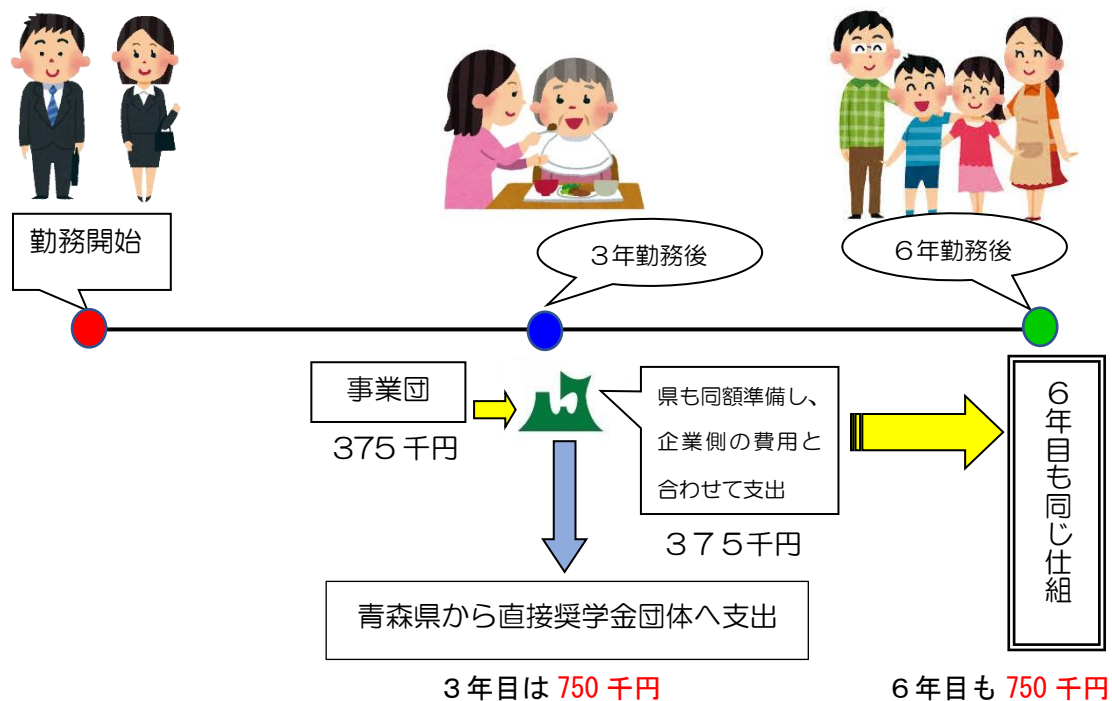 勤務開始
３年勤務後
６年勤務後
事業団
375千円
県も同額準備し、
企業側の費用と
合わせて支出
３７５千円
６年目も同じ仕組
青森県から直接奨学金団体へ支出
３年目は 750 千円
６年目も 750 千円